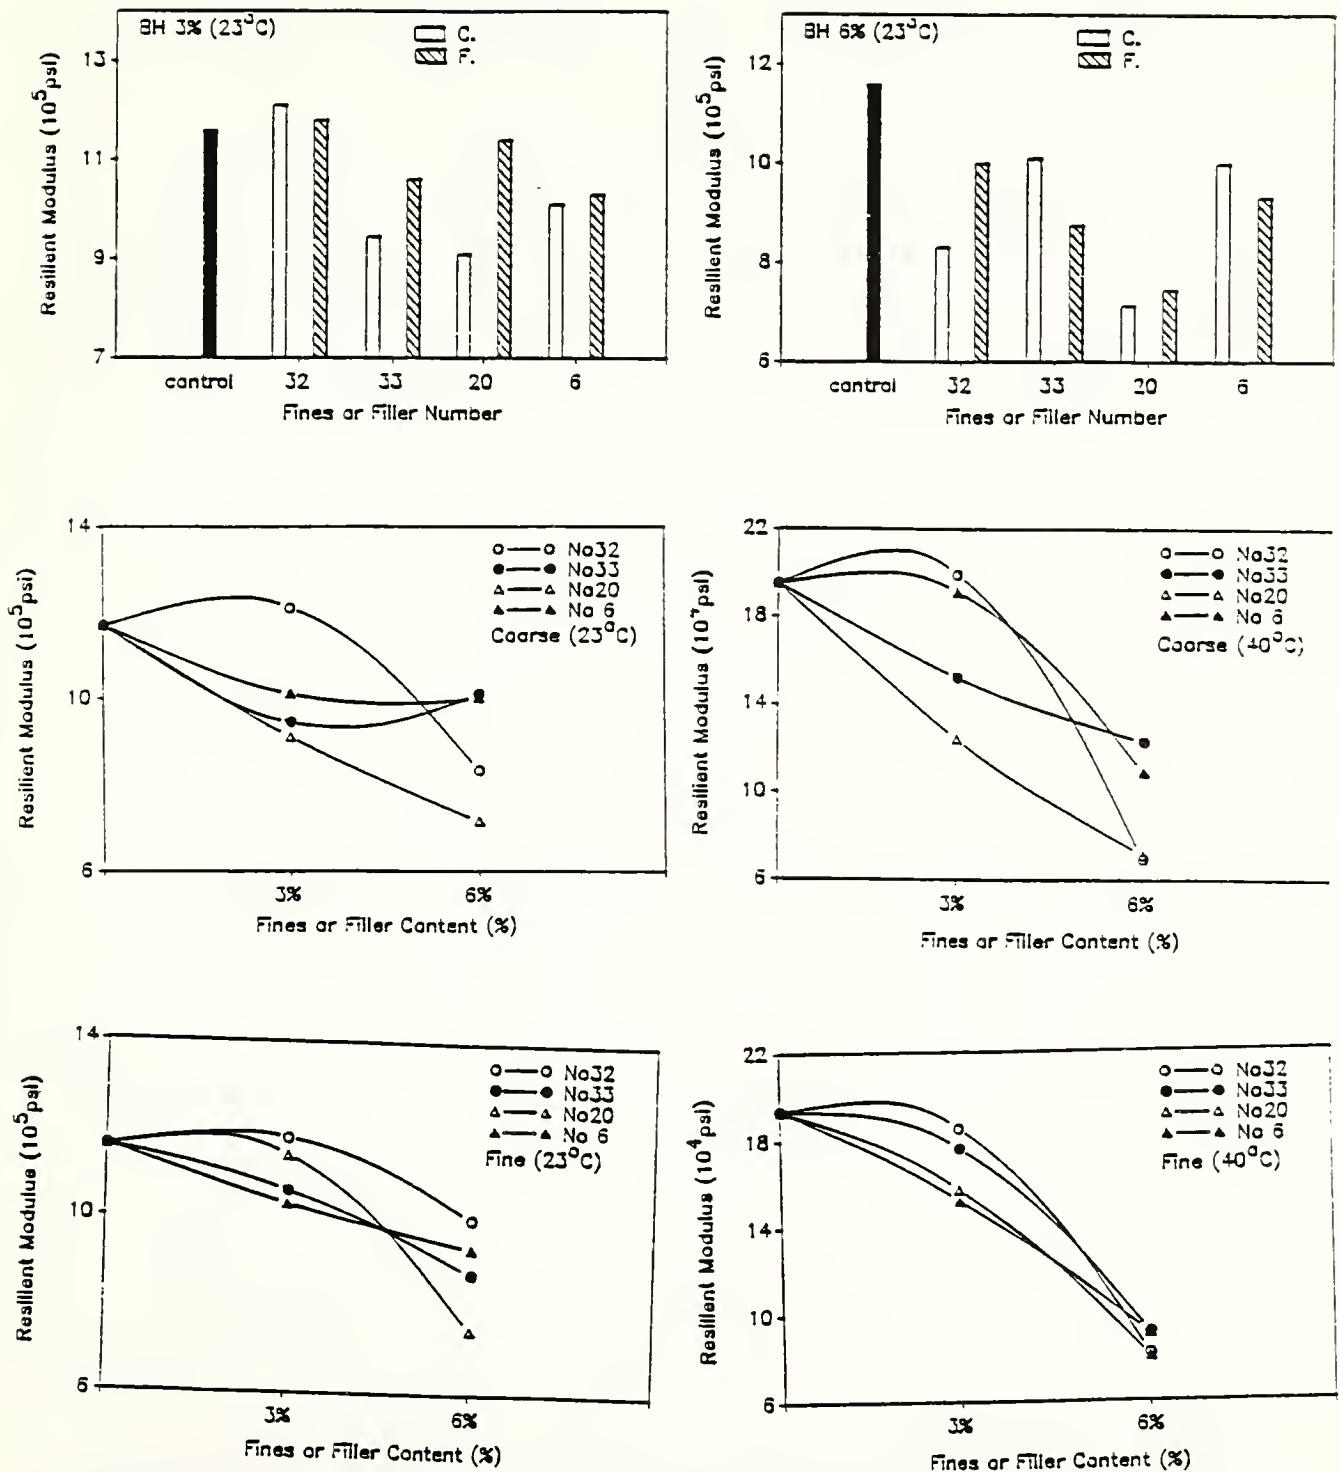 BH 3% (23°C)
C.
F.
Resilient Modulus (10⁵psi)
13
11
9
7
control 32 33 20 6
Fines or Filler Number
BH 6% (23°C)
C.
F.
Resilient Modulus (10⁵psi)
12
10
8
6
control 32 33 20 6
Fines or Filler Number
14
10
6
Resilient Modulus (10⁵psi)
No32
No33
No20
No 6
Coarse (23°C)
3% 6%
Fines or Filler Content (%)
22
18
14
10
6
Resilient Modulus (10⁴psi)
No32
No33
No20
No 6
Coarse (40°C)
3% 6%
Fines or Filler Content (%)
14
10
6
Resilient Modulus (10⁵psi)
No32
No33
No20
No 6
Fine (23°C)
3% 6%
Fines or Filler Content (%)
22
18
14
10
6
Resilient Modulus (10⁴psi)
No32
No33
No20
No 6
Fine (40°C)
3% 6%
Fines or Filler Content (%)